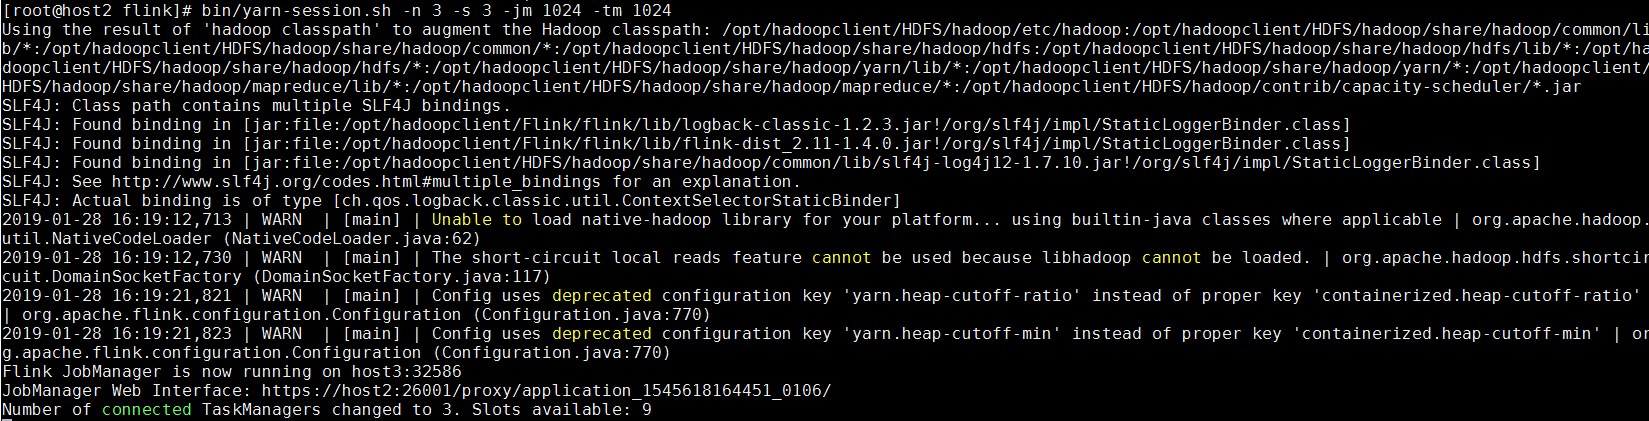 [root@host2 flink]# bin/yarn-session.sh -n 3 -s 3 -jm 1024 -tm 1024
Using the result of 'hadoop classpath' to augment the Hadoop classpath: /opt/hadoopclient/HDFS/hadoop/etc/hadoop:/opt/hadoopclient/HDFS/hadoop/share/hadoop/common/li
b/*:/opt/hadoopclient/HDFS/hadoop/share/hadoop/common/*:/opt/hadoopclient/HDFS/hadoop/share/hadoop/hdfs:/opt/hadoopclient/HDFS/hadoop/share/hadoop/hdfs/lib/*:/opt/ha
doopclient/HDFS/hadoop/share/hadoop/hdfs/*:/opt/hadoopclient/HDFS/hadoop/share/hadoop/yarn/lib/*:/opt/hadoopclient/HDFS/hadoop/share/hadoop/yarn/*:/opt/hadoopclient/
HDFS/hadoop/share/hadoop/mapreduce/lib/*:/opt/hadoopclient/HDFS/hadoop/share/hadoop/mapreduce/*:/opt/hadoopclient/HDFS/hadoop/contrib/capacity-scheduler/*.jar
SLF4J: Class path contains multiple SLF4J bindings.
SLF4J: Found binding in [jar:file:/opt/hadoopclient/Flink/flink/lib/logback-classic-1.2.3.jar!/org/slf4j/impl/StaticLoggerBinder.class]
SLF4J: Found binding in [jar:file:/opt/hadoopclient/Flink/flink/lib/flink-dist_2.11-1.4.0.jar!/org/slf4j/impl/StaticLoggerBinder.class]
SLF4J: Found binding in [jar:file:/opt/hadoopclient/HDFS/hadoop/share/hadoop/common/lib/slf4j-log4j12-1.7.10.jar!/org/slf4j/impl/StaticLoggerBinder.class]
SLF4J: See http://www.slf4j.org/codes.html#multiple_bindings for an explanation.
SLF4J: Actual binding is of type [ch.qos.logback.classic.util.ContextSelectorStaticBinder]
2019-01-28 16:19:12,713 | WARN  | [main] | Unable to load native-hadoop library for your platform... using builtin-java classes where applicable | org.apache.hadoop.
util.NativeCodeLoader (NativeCodeLoader.java:62)
2019-01-28 16:19:12,730 | WARN  | [main] | The short-circuit local reads feature cannot be used because libhadoop cannot be loaded. | org.apache.hadoop.hdfs.shortcir
cuit.DomainSocketFactory (DomainSocketFactory.java:117)
2019-01-28 16:19:21,821 | WARN  | [main] | Config uses deprecated configuration key 'yarn.heap-cutoff-ratio' instead of proper key 'containerized.heap-cutoff-ratio'
| org.apache.flink.configuration.Configuration (Configuration.java:770)
2019-01-28 16:19:21,823 | WARN  | [main] | Config uses deprecated configuration key 'yarn.heap-cutoff-min' instead of proper key 'containerized.heap-cutoff-min' | or
g.apache.flink.configuration.Configuration (Configuration.java:770)
Flink JobManager is now running on host3:32586
JobManager Web Interface: https://host2:26001/proxy/application_1545618164451_0106/
Number of connected TaskManagers changed to 3. Slots available: 9